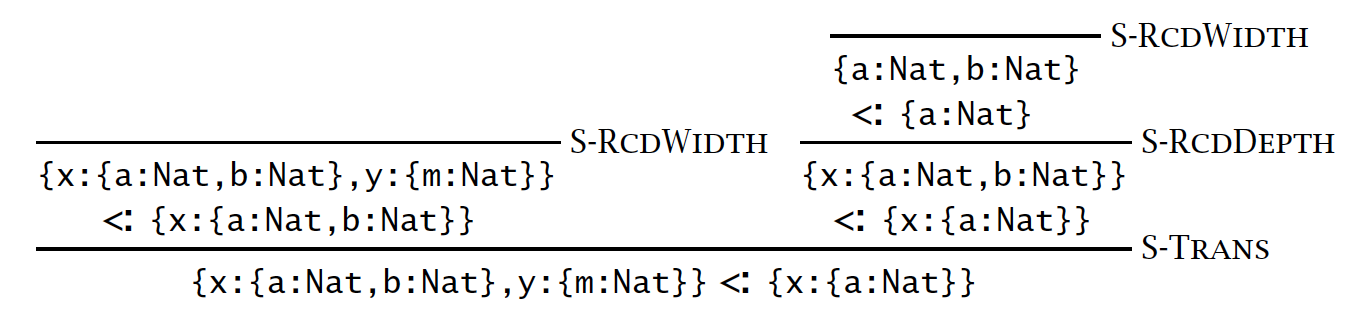 S-RCDWIDTH
{a:Nat,b:Nat}
<: {a:Nat}
S-RCDWIDTH
S-RCDDEPTH
{x:{a:Nat,b:Nat},y:{m:Nat}}
{x:{a:Nat,b:Nat}}
<: {x:{a:Nat,b:Nat}}
<: {x:{a:Nat}}
S-TRANS
{x:{a:Nat,b:Nat},y:{m:Nat}} <: {x:{a:Nat}}